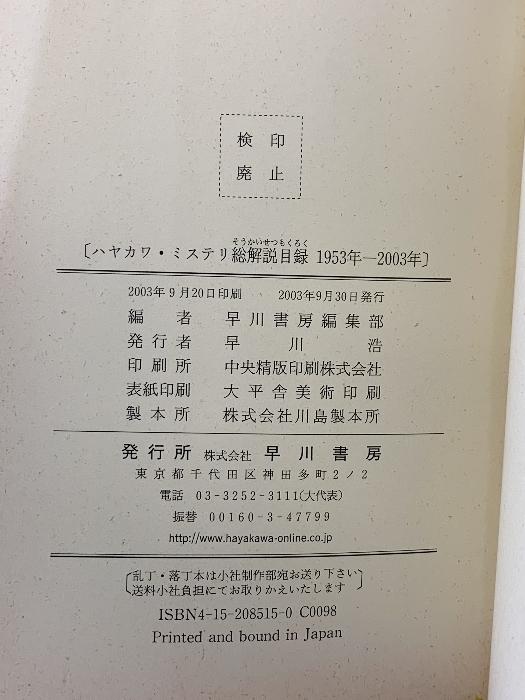 検印
廃止
そうかいせつもくろく
〔ハヤカワ・ミステリ総解説目録 1953年―2003年〕
2003年9月20日印刷 2003年9月30日発行
編者 早川書房編集部
発行者 早川浩
印刷所 中央精版印刷株式会社
表紙印刷 大平舎美術印刷
製本所 株式会社川島製本所
発行所 株式会社 早川書房
東京都千代田区神田多町2ノ2
電話 03-3252-3111(大代表)
振替 00160-3-47799
http://www.hayakawa-online.co.jp
〔乱丁・落丁本は小社制作部宛お送り下さい
送料小社負担にてお取りかえいたします〕
ISBN4-15-208515-0 C0098
Printed and bound in Japan